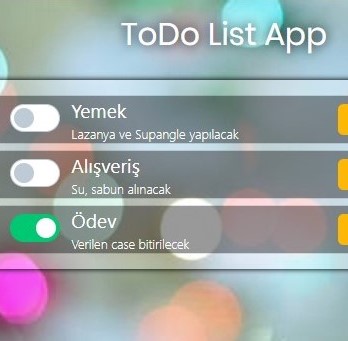 ToDo List App
Yemek
Lazanya ve Supangle yapılacak
Alışveriş
Su, sabun alınacak
Ödev
Verilen case bitirilecek